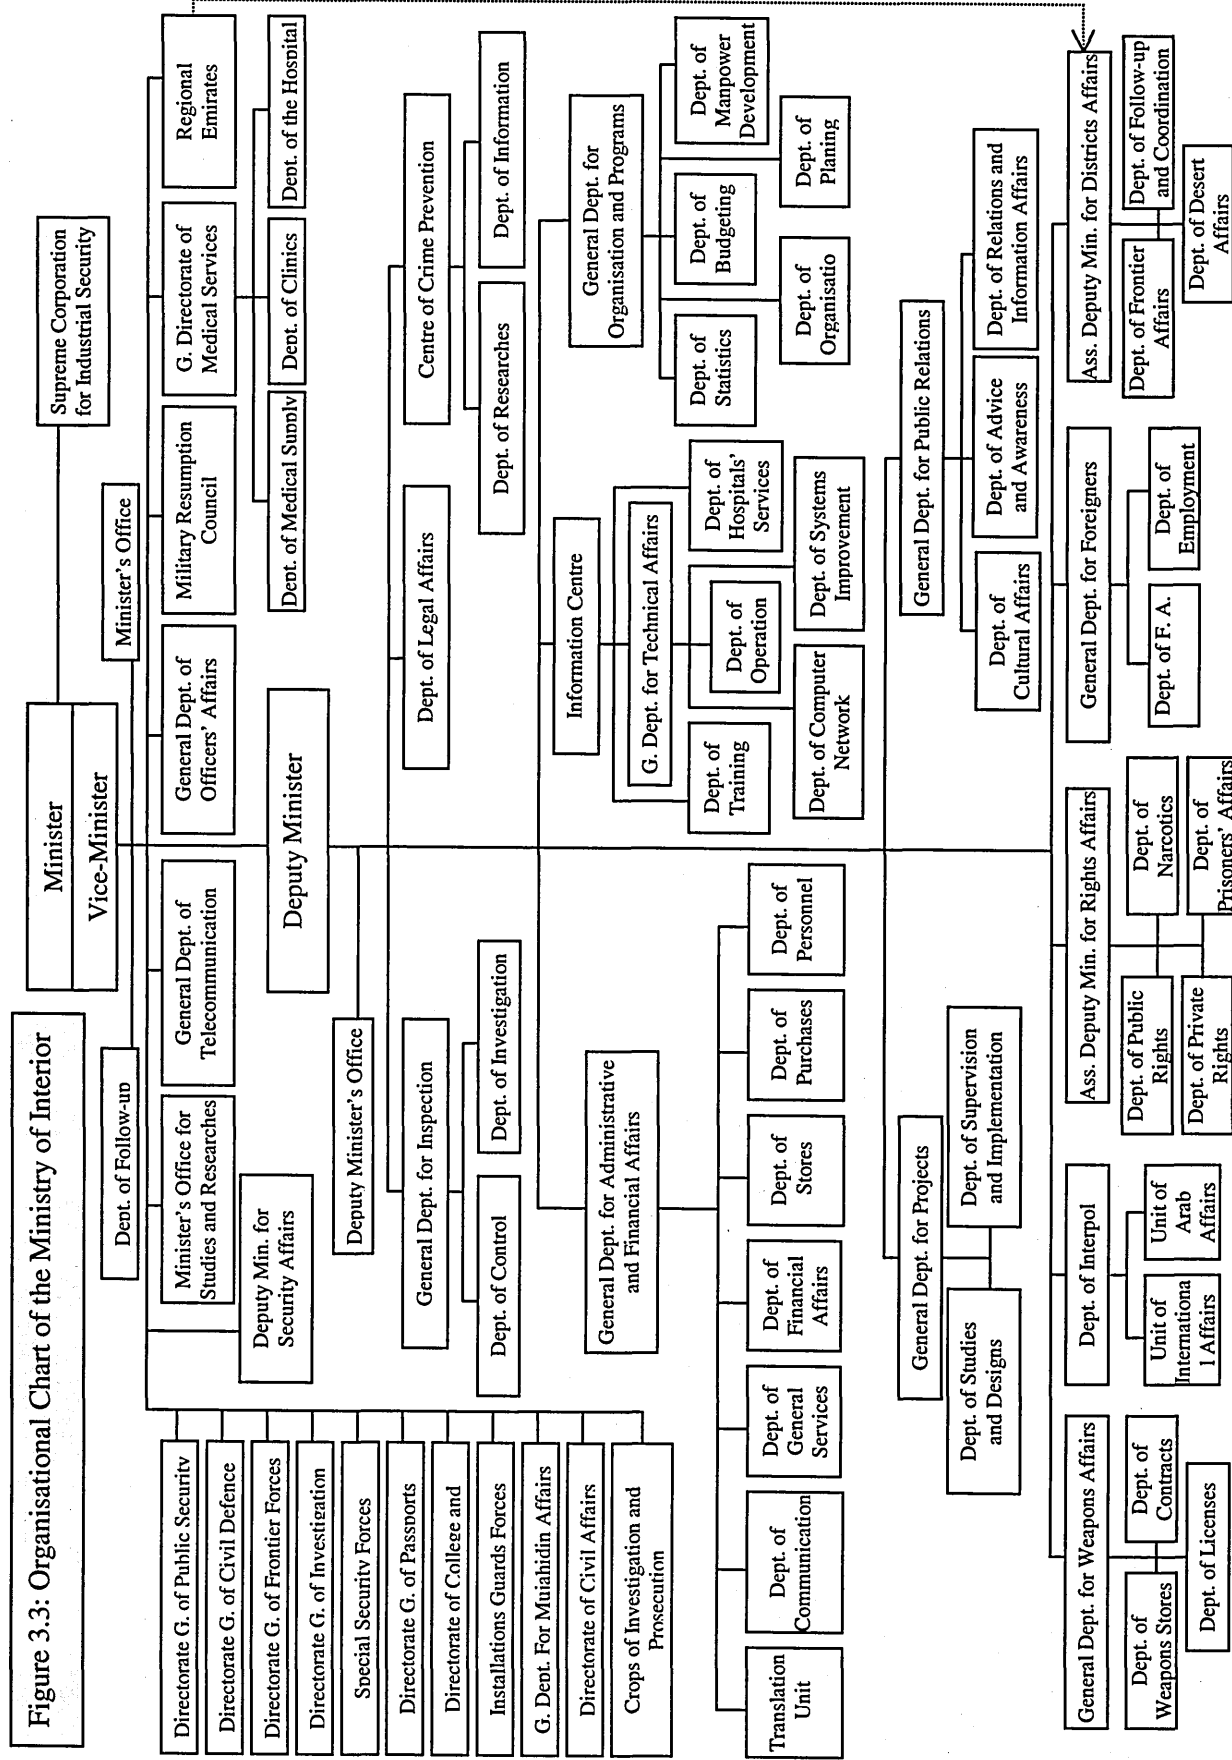 Figure 3.3: Organisational Chart of the Ministry of Interior
Minister
Vice-Minister
Supreme Corporation
for Industrial Security
Dept. of Follow-up
Minister's Office
Minister's Office for
Studies and Researches
General Dept. of
Telecommunication
General Dept. of
Officers' Affairs
Military Resumption
Council
G. Directorate of
Medical Services
Regional
Emirates
Deputy Min. for
Security Affairs
Deputy Minister
Dept. of Medical Supply
Dept. of Clinics
Dept. of the Hospital
Directorate G. of Public Security
Directorate G. of Civil Defence
Directorate G. of Frontier Forces
Directorate G. of Investigation
Special Security Forces
Directorate G. of Passports
Directorate of College and
Installations Guards Forces
G. Dept. For Mujahidin Affairs
Directorate of Civil Affairs
Crops of Investigation and
Prosecution
Deputy Minister's Office
General Dept. for Inspection
Dept. of Legal Affairs
Centre of Crime Prevention
Dept. of Control
Dept. of Investigation
Dept. of Researches
Dept. of Information
General Dept. for Administrative
and Financial Affairs
Information Centre
General Dept. for
Organisation and Programs
G. Dept. for Technical Affairs
Dept. of
Training
Dept. of
Operation
Dept. of
Hospitals'
Services
Dept. of Computer
Network
Dept. of Systems
Improvement
Dept. of
Statistics
Dept. of
Budgeting
Dept. of
Manpower
Development
Dept. of
Organisatio
Dept. of
Planing
Translation
Unit
Dept. of
Communication
Dept. of
General
Services
Dept. of
Financial
Affairs
Dept. of
Stores
Dept. of
Purchases
Dept. of
Personnel
General Dept. for Projects
General Dept. for Public Relations
Dept. of Studies
and Designs
Dept. of Supervision
and Implementation
Dept. of
Cultural Affairs
Dept. of Advice
and Awareness
Dept. of Relations and
Information Affairs
General Dept. for Weapons Affairs
Dept. of Interpol
Ass. Deputy Min. for Rights Affairs
General Dept. for Foreigners
Ass. Deputy Min. for Districts Affairs
Dept. of
Weapons Stores
Dept. of
Contracts
Dept. of Licenses
Unit of
Internationa
l Affairs
Unit of
Arab
Affairs
Dept. of Public
Rights
Dept. of
Narcotics
Dept. of Private
Rights
Dept. of
Prisoners' Affairs
Dept. of F. A.
Dept. of
Employment
Dept. of Frontier
Affairs
Dept. of Follow-up
and Coordination
Dept. of Desert
Affairs